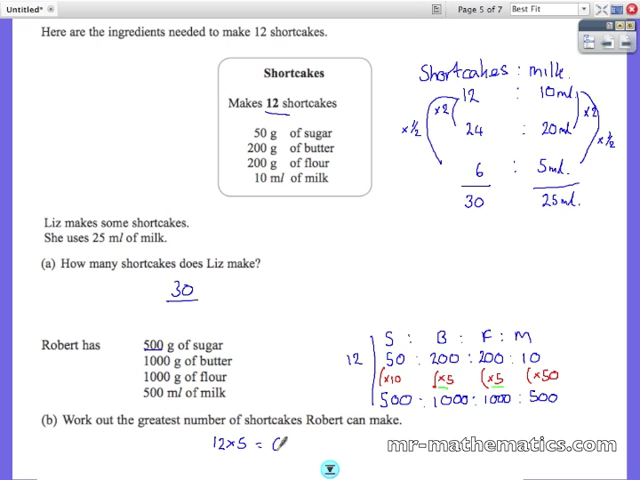 Untitled*
Page 5 of 7
Best Fit
Here are the ingredients needed to make 12 shortcakes.
Shortcakes
Makes 12 shortcakes
50 g of sugar
200 g of butter
200 g of flour
10 ml of milk
Shortcakes : milk.
12 : 10ml
×2 ×2
×1/2 24 : 20ml ×1/2
6 : 5ml.
30 25ml.
Liz makes some shortcakes.
She uses 25 ml of milk.
(a) How many shortcakes does Liz make?
30
Robert has 500 g of sugar
1000 g of butter
1000 g of flour
500 ml of milk
S : B : F : M
12 50 : 200 : 200 : 10
×10 ×5 ×5 ×50
500 : 1000 : 1000 : 500
(b) Work out the greatest number of shortcakes Robert can make.
12×5 =
mr-mathematics.com